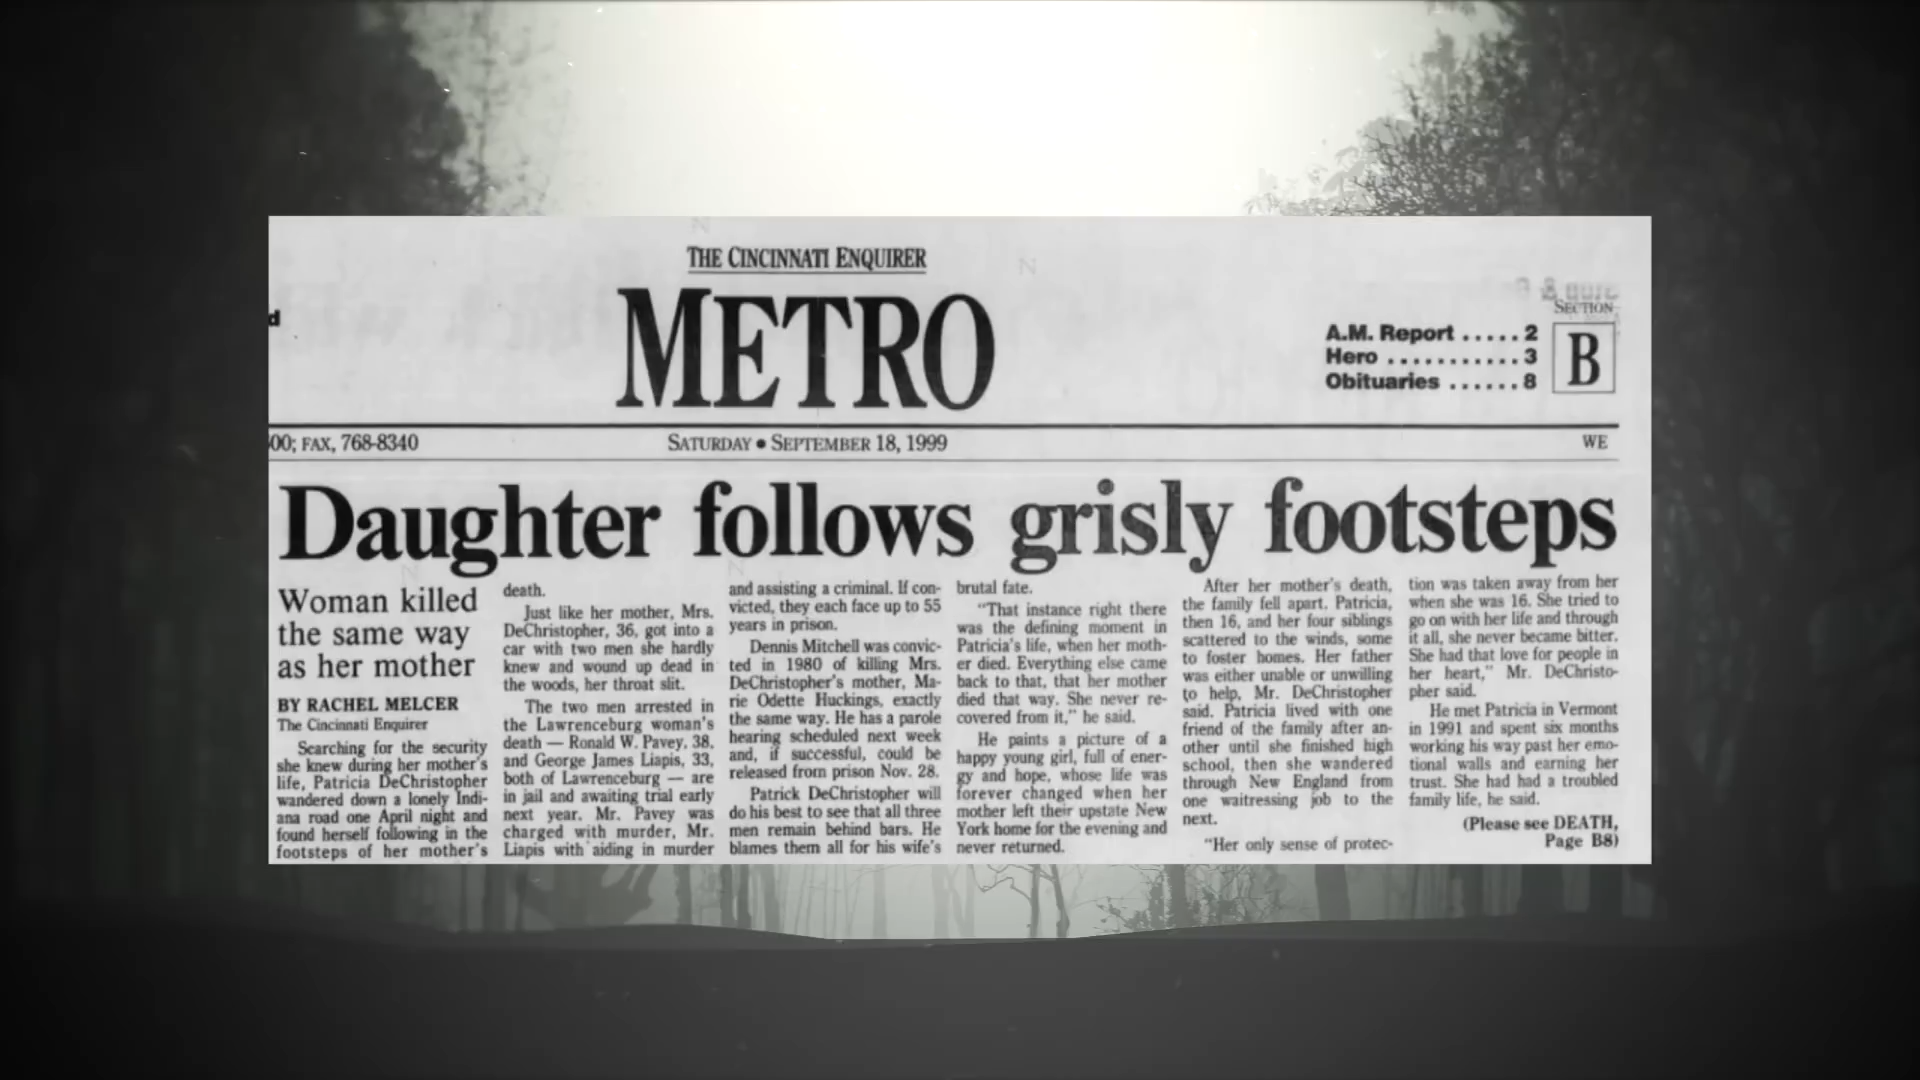 THE CINCINNATI ENQUIRER
METRO
d
SECTION
B
A.M. Report ..... 2
Hero ........... 3
Obituaries ...... 8
00; FAX, 768-8340
SATURDAY • SEPTEMBER 18, 1999
WE
Daughter follows grisly footsteps
Woman killed
the same way
as her mother
BY RACHEL MELCER
The Cincinnati Enquirer
Searching for the security
she knew during her mother's
life, Patricia DeChristopher
wandered down a lonely Indi-
ana road one April night and
found herself following in the
footsteps of her mother's
death.
Just like her mother, Mrs.
DeChristopher, 36, got into a
car with two men she hardly
knew and wound up dead in
the woods, her throat slit.
The two men arrested in
the Lawrenceburg woman's
death — Ronald W. Pavey, 38,
and George James Liapis, 33,
both of Lawrenceburg — are
in jail and awaiting trial early
next year. Mr. Pavey was
charged with murder, Mr.
Liapis with aiding in murder
and assisting a criminal. If con-
victed, they each face up to 55
years in prison.
Dennis Mitchell was convic-
ted in 1980 of killing Mrs.
DeChristopher's mother, Ma-
rie Odette Huckings, exactly
the same way. He has a parole
hearing scheduled next week
and, if successful, could be
released from prison Nov. 28.
Patrick DeChristopher will
do his best to see that all three
men remain behind bars. He
blames them all for his wife's
brutal fate.
"That instance right there
was the defining moment in
Patricia's life, when her moth-
er died. Everything else came
back to that, that her mother
died that way. She never re-
covered from it," he said.
He paints a picture of a
happy young girl, full of ener-
gy and hope, whose life was
forever changed when her
mother left their upstate New
York home for the evening and
never returned.
After her mother's death,
the family fell apart. Patricia,
then 16, and her four siblings
scattered to the winds, some
to foster homes. Her father
was either unable or unwilling
to help, Mr. DeChristopher
said. Patricia lived with one
friend of the family after an-
other until she finished high
school, then she wandered
through New England from
one waitressing job to the
next.
"Her only sense of protec-
tion was taken away from her
when she was 16. She tried to
go on with her life and through
it all, she never became bitter.
She had that love for people in
her heart," Mr. DeChristo-
pher said.
He met Patricia in Vermont
in 1991 and spent six months
working his way past her emo-
tional walls and earning her
trust. She had had a troubled
family life, he said.
(Please see DEATH,
Page B8)